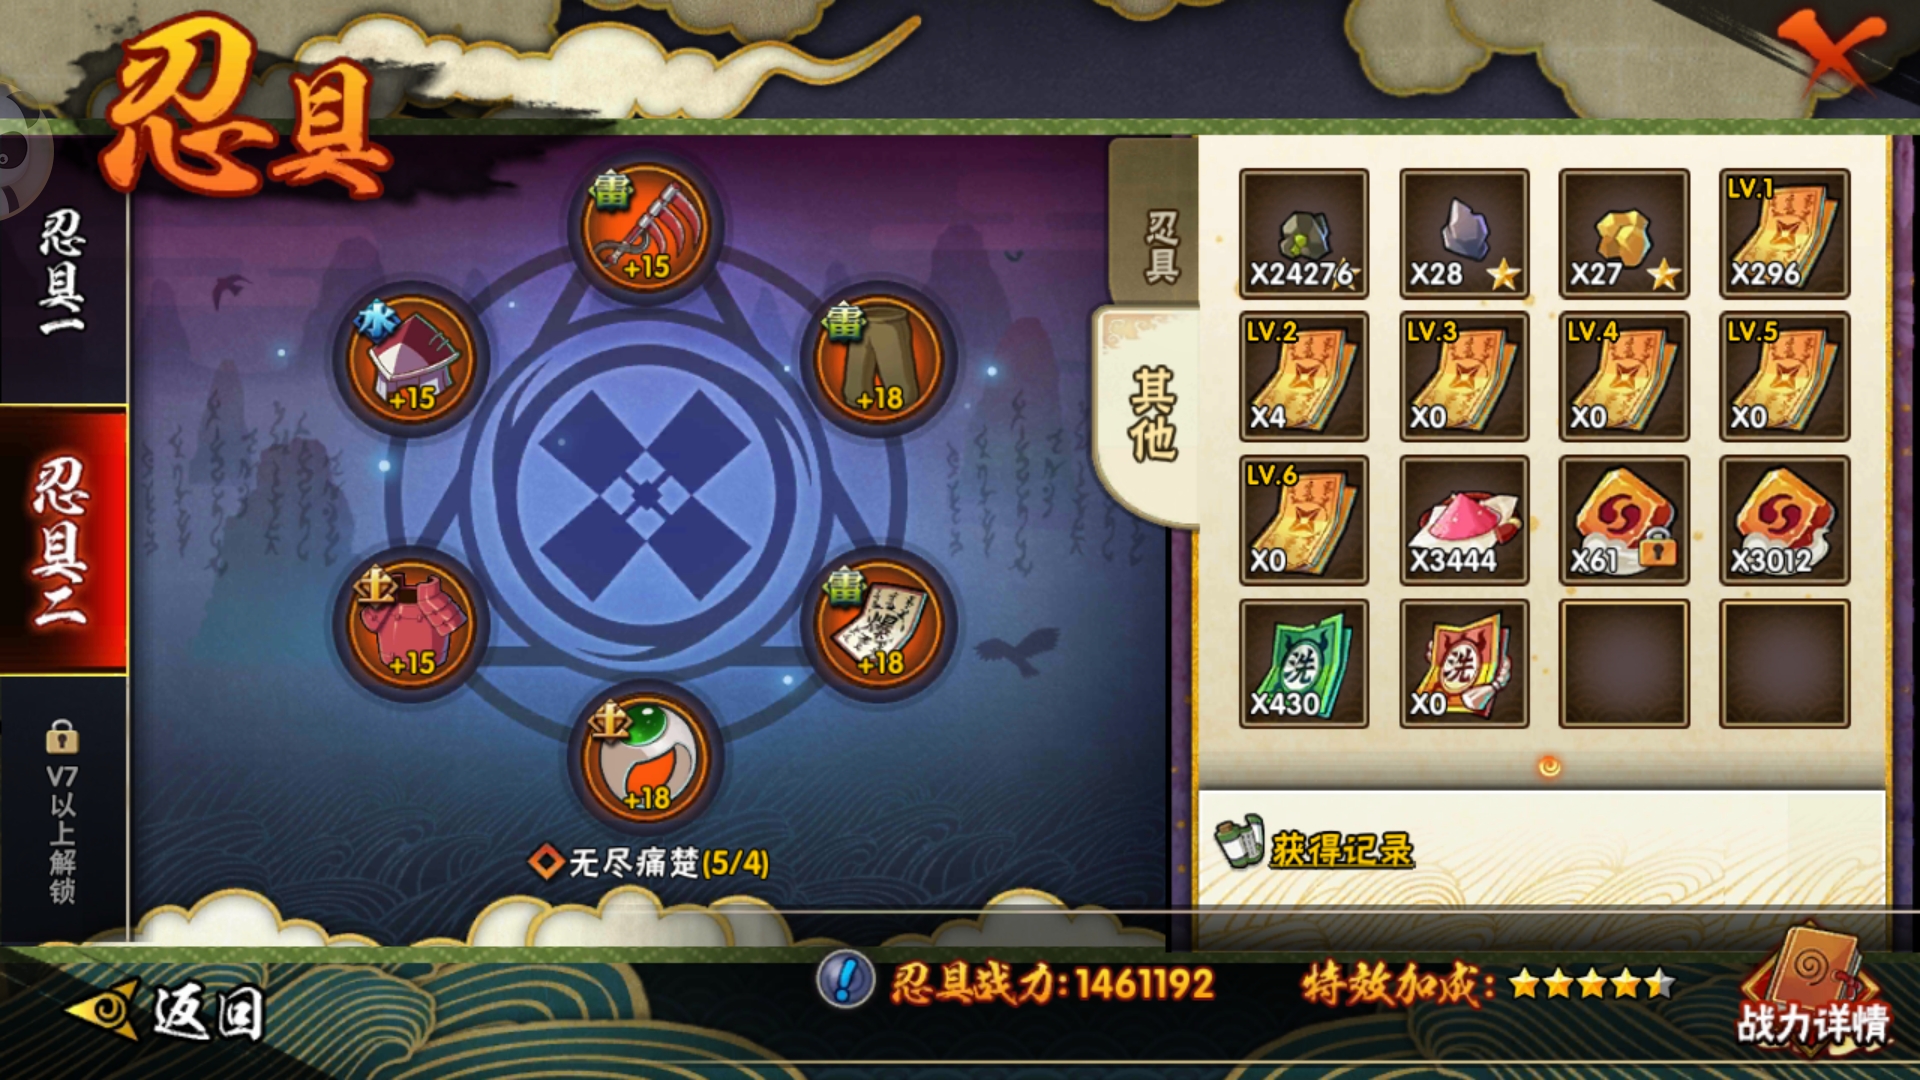 忍具
忍具一
忍具二
V7以上解锁
雷
+15
水
+15
雷
+18
土
+15
雷
爆
+18
土
+18
无尽痛楚(5/4)
忍具
其他
X24276
X28
X27
LV.1
X296
LV.2
X4
LV.3
X0
LV.4
X0
LV.5
X0
LV.6
X0
X3444
X61
X3012
洗
X430
洗
X0
获得记录
返回
忍具战力:1461192
特效加成:
战力详情